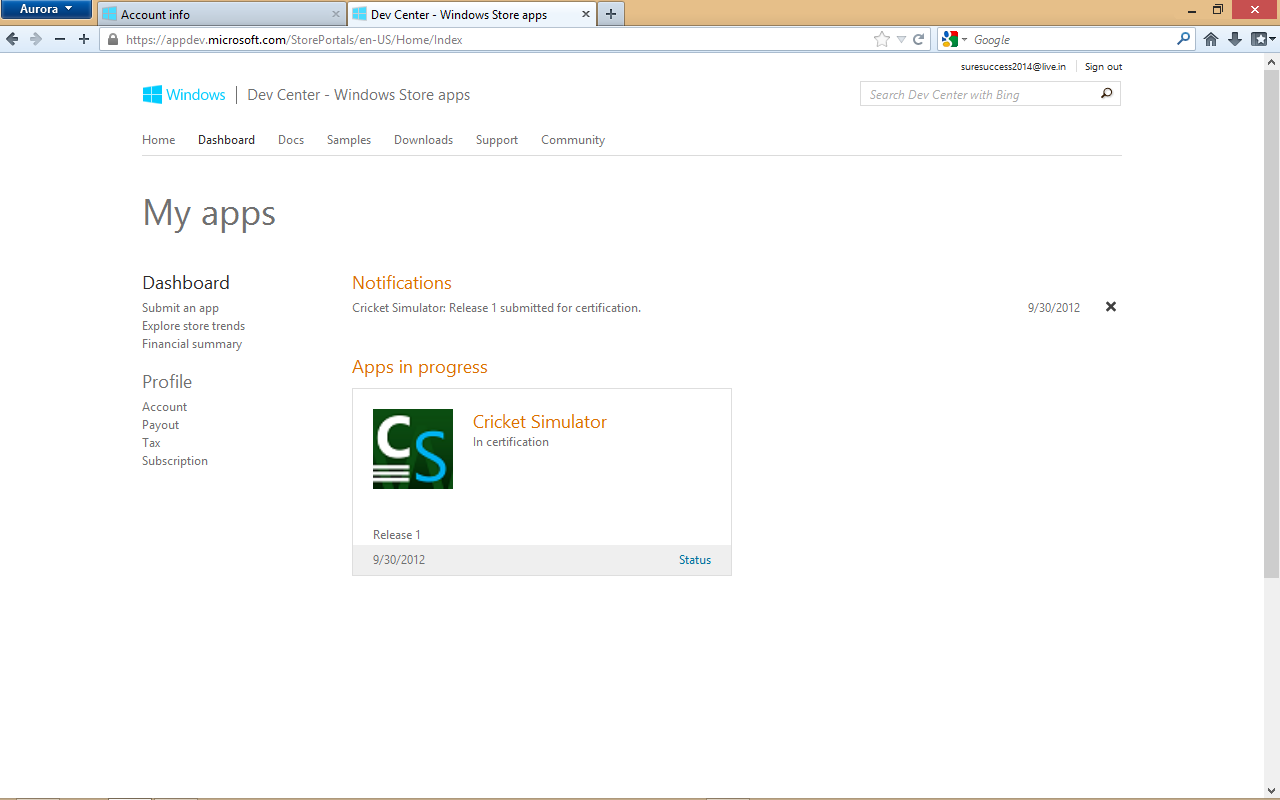 Aurora
Account info
Dev Center - Windows Store apps
https://appdev.microsoft.com/StorePortals/en-US/Home/Index
Google
suresuccess2014@live.in
Sign out
Windows
Dev Center - Windows Store apps
Search Dev Center with Bing
Home Dashboard Docs Samples Downloads Support Community
My apps
Dashboard
Submit an app
Explore store trends
Financial summary
Profile
Account
Payout
Tax
Subscription
Notifications
Cricket Simulator: Release 1 submitted for certification. 9/30/2012
Apps in progress
CS
Cricket Simulator
In certification
Release 1
9/30/2012 Status